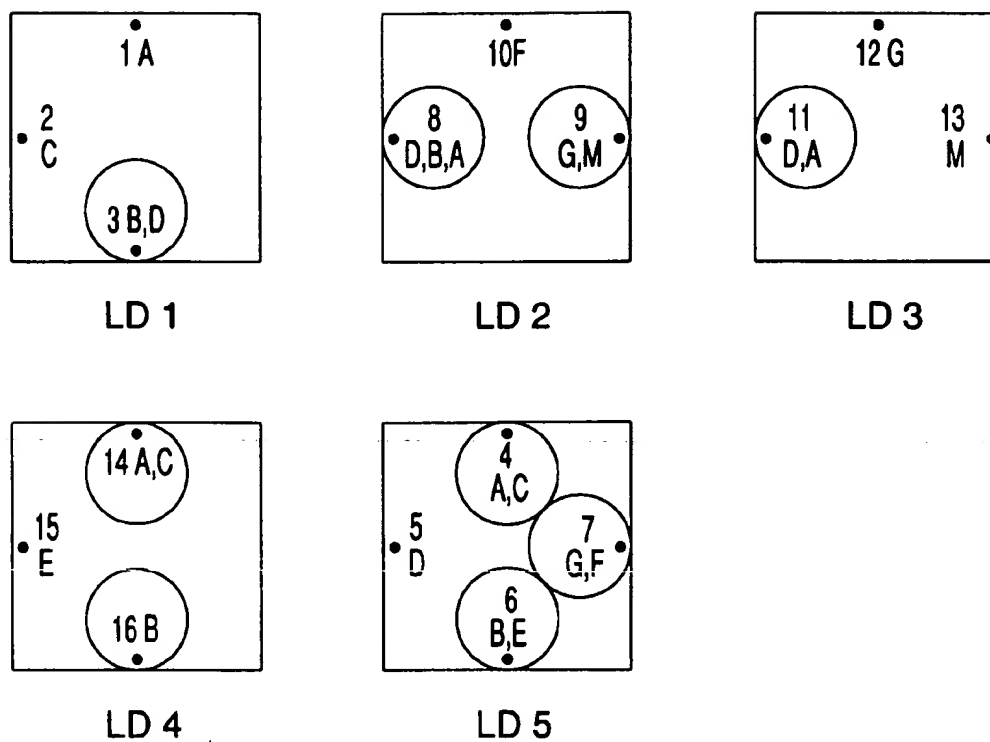 1 A
2
C
3 B,D
LD 1
10F
8
D,B,A
9
G,M
LD 2
12 G
11
D,A
13
M
LD 3
14 A,C
15
E
16 B
LD 4
4
A,C
5
D
7
G,F
6
B,E
LD 5